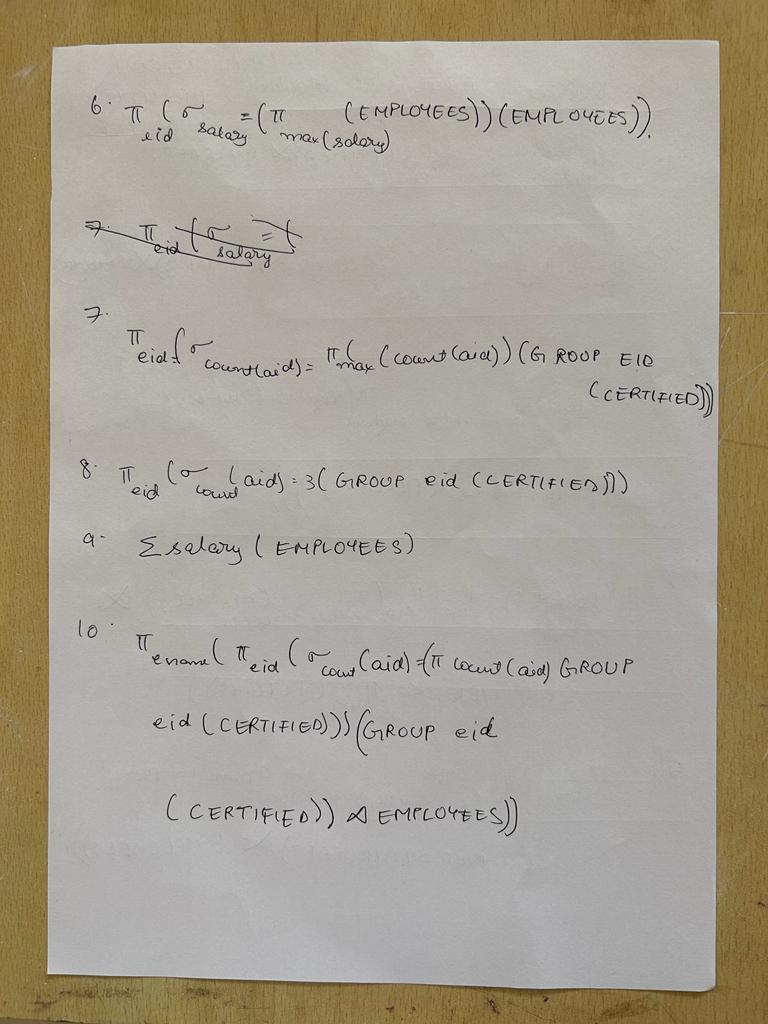 6. π eid (σ salary = (π max(salary) (EMPLOYEES))(EMPLOYEES)).
7. π eid (σ salary = (
7.
π eid (σ count(aid) = π (max (count(aid))(GROUP EID
(CERTIFIED)))
8. π eid (σ count (aid) = 3(GROUP eid (CERTIFIED)))
9. Σ salary (EMPLOYEES)
10. π ename( π eid (σ count (aid) = (π count(aid) GROUP
eid (CERTIFIED)))(GROUP eid
(CERTIFIED)) ⋈ EMPLOYEES))